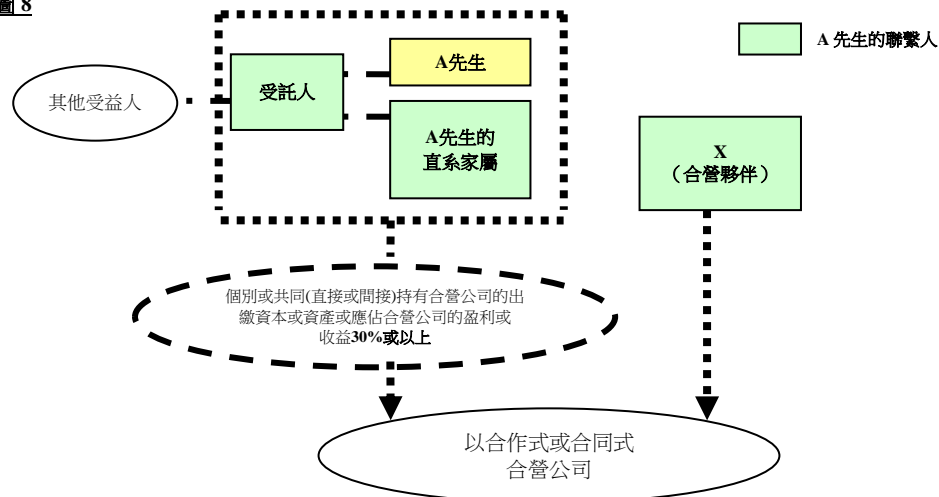 圖 8
A 先生的聯繫人
A先生
受託人
其他受益人
A先生的
直系家屬
X
（合營夥伴）
個別或共同(直接或間接)持有合營公司的出
繳資本或資產或應佔合營公司的盈利或
收益30%或以上
以合作式或合同式
合營公司